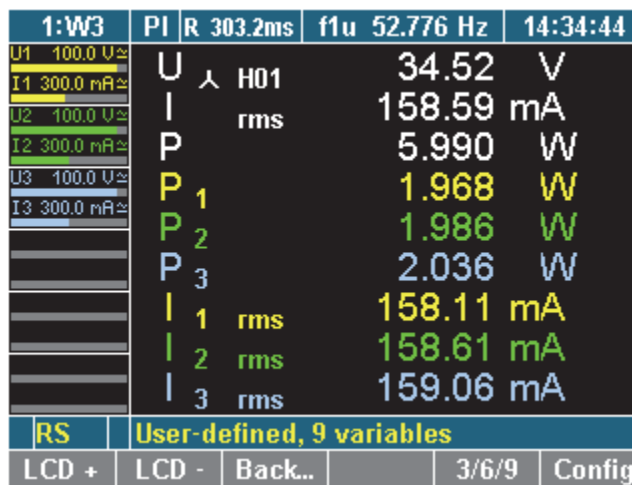 1:W3 PI R 303.2ms f1u 52.776 Hz 14:34:44
U1 100.0 V≃
I1 300.0 mA≃
U2 100.0 V≃
I2 300.0 mA≃
U3 100.0 V≃
I3 300.0 mA≃
U ⅄ H01 34.52 V
I rms 158.59 mA
P 5.990 W
P 1 1.968 W
P 2 1.986 W
P 3 2.036 W
I 1 rms 158.11 mA
I 2 rms 158.61 mA
I 3 rms 159.06 mA
RS User-defined, 9 variables
LCD + LCD - Back... 3/6/9 Config